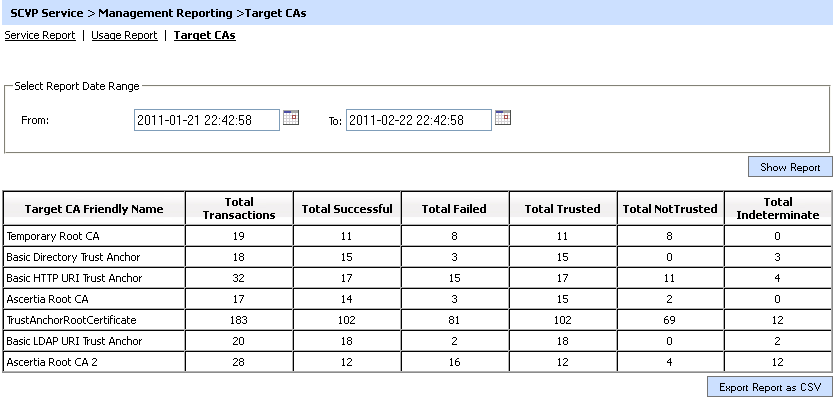 SCVP Service > Management Reporting >Target CAs
Service Report | Usage Report | Target CAs
Select Report Date Range
From: 2011-01-21 22:42:58 To: 2011-02-22 22:42:58
Show Report
Target CA Friendly Name Total Transactions Total Successful Total Failed Total Trusted Total NotTrusted Total Indeterminate
Temporary Root CA 19 11 8 11 8 0
Basic Directory Trust Anchor 18 15 3 15 0 3
Basic HTTP URI Trust Anchor 32 17 15 17 11 4
Ascertia Root CA 17 14 3 15 2 0
TrustAnchorRootCertificate 183 102 81 102 69 12
Basic LDAP URI Trust Anchor 20 18 2 18 0 2
Ascertia Root CA 2 28 12 16 12 4 12
Export Report as CSV